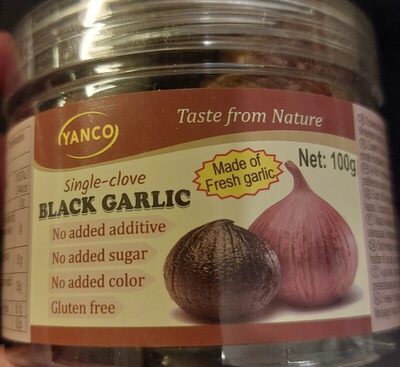 YANCO
Taste from Nature
Single-clove
BLACK GARLIC
Made of
Fresh garlic
Net: 100g
No added additive
No added sugar
No added color
Gluten free